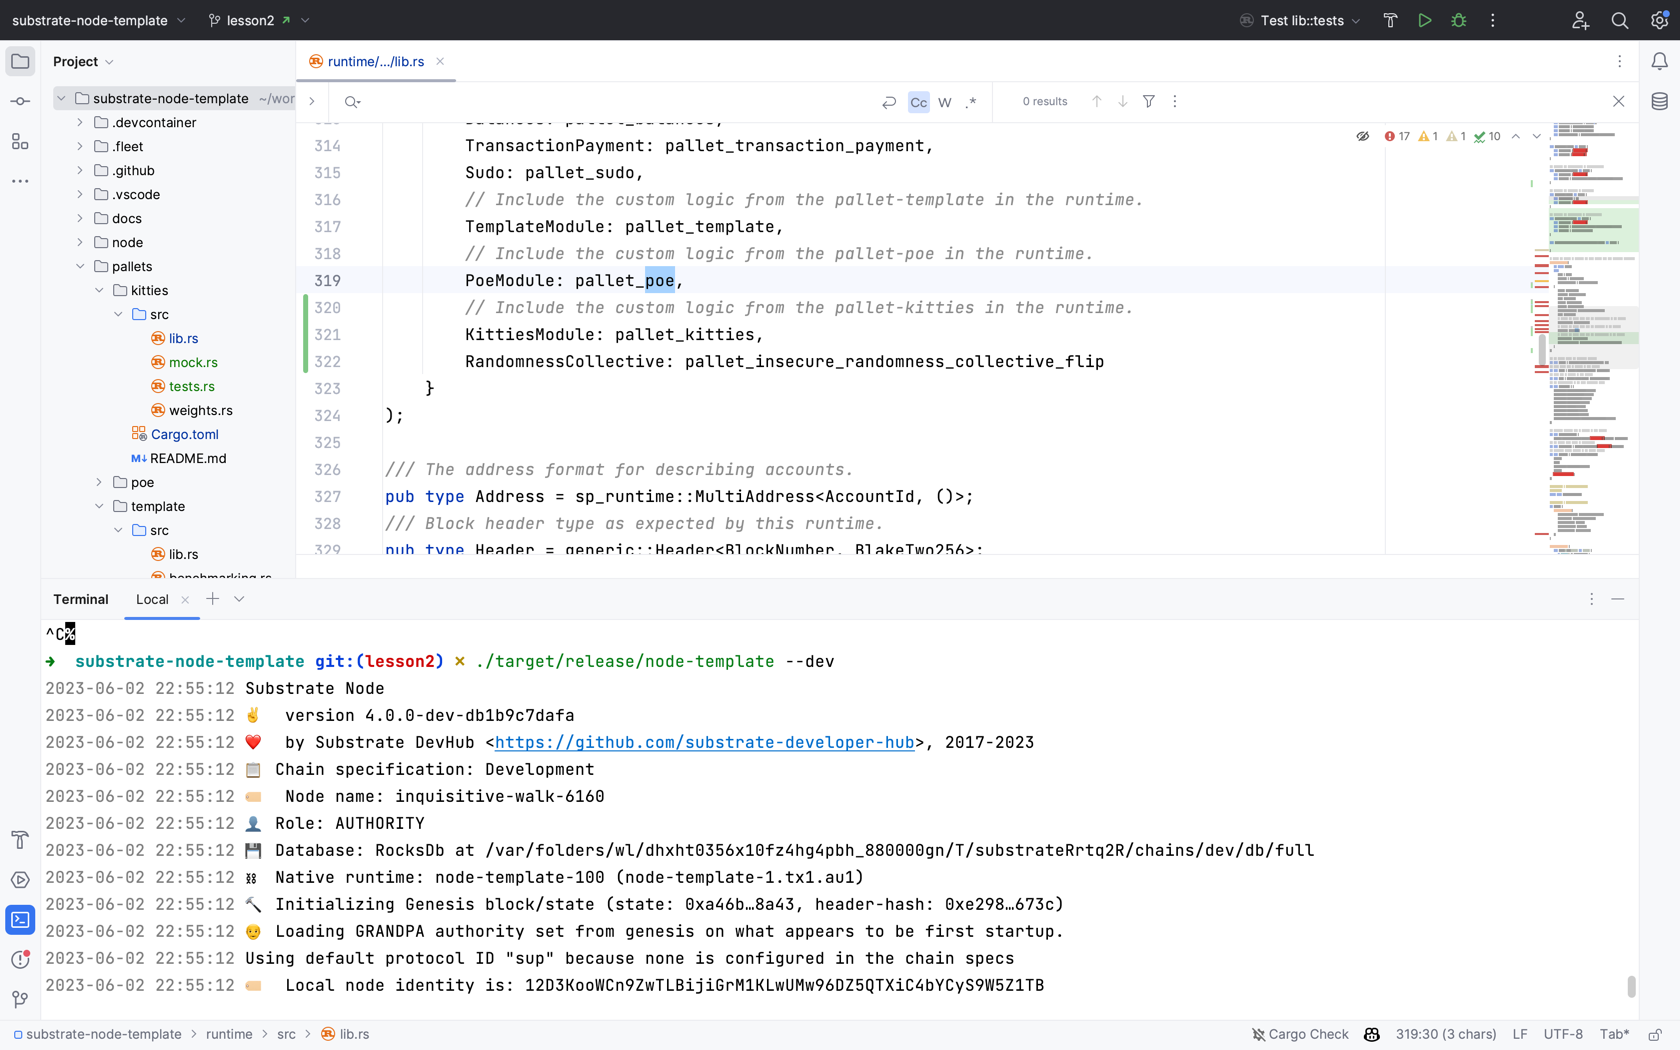 substrate-node-template lesson2 Test lib::tests
Project
runtime/.../lib.rs
substrate-node-template ~/wor
Cc W .* 0 results
.devcontainer
.fleet
.github
.vscode
docs
node
pallets
kitties
src
lib.rs
mock.rs
tests.rs
weights.rs
Cargo.toml
README.md
poe
template
src
lib.rs
benchmarking.rs
17 1 1 10
314 TransactionPayment: pallet_transaction_payment,
315 Sudo: pallet_sudo,
316 // Include the custom logic from the pallet-template in the runtime.
317 TemplateModule: pallet_template,
318 // Include the custom logic from the pallet-poe in the runtime.
319 PoeModule: pallet_poe,
320 // Include the custom logic from the pallet-kitties in the runtime.
321 KittiesModule: pallet_kitties,
322 RandomnessCollective: pallet_insecure_randomness_collective_flip
323 }
324 );
325
326 /// The address format for describing accounts.
327 pub type Address = sp_runtime::MultiAddress<AccountId, ()>;
328 /// Block header type as expected by this runtime.
329 pub type Header = generic::Header<BlockNumber, BlakeTwo256>;
Terminal Local
^C%
➜ substrate-node-template git:(lesson2) ✗ ./target/release/node-template --dev
2023-06-02 22:55:12 Substrate Node
2023-06-02 22:55:12 ✌️ version 4.0.0-dev-db1b9c7dafa
2023-06-02 22:55:12 ❤️ by Substrate DevHub <https://github.com/substrate-developer-hub>, 2017-2023
2023-06-02 22:55:12 📋 Chain specification: Development
2023-06-02 22:55:12 🏷 Node name: inquisitive-walk-6160
2023-06-02 22:55:12 👤 Role: AUTHORITY
2023-06-02 22:55:12 💾 Database: RocksDb at /var/folders/wl/dhxht0356x10fz4hg4pbh_880000gn/T/substrateRrtq2R/chains/dev/db/full
2023-06-02 22:55:12 ⛓ Native runtime: node-template-100 (node-template-1.tx1.au1)
2023-06-02 22:55:12 🔨 Initializing Genesis block/state (state: 0xa46b…8a43, header-hash: 0xe298…673c)
2023-06-02 22:55:12 👴 Loading GRANDPA authority set from genesis on what appears to be first startup.
2023-06-02 22:55:12 Using default protocol ID "sup" because none is configured in the chain specs
2023-06-02 22:55:12 🏷 Local node identity is: 12D3KooWCn9ZwTLBijiGrM1KLwUMw96DZ5QTXiC4bYCyS9W5Z1TB
substrate-node-template > runtime > src > lib.rs Cargo Check 319:30 (3 chars) LF UTF-8 Tab*